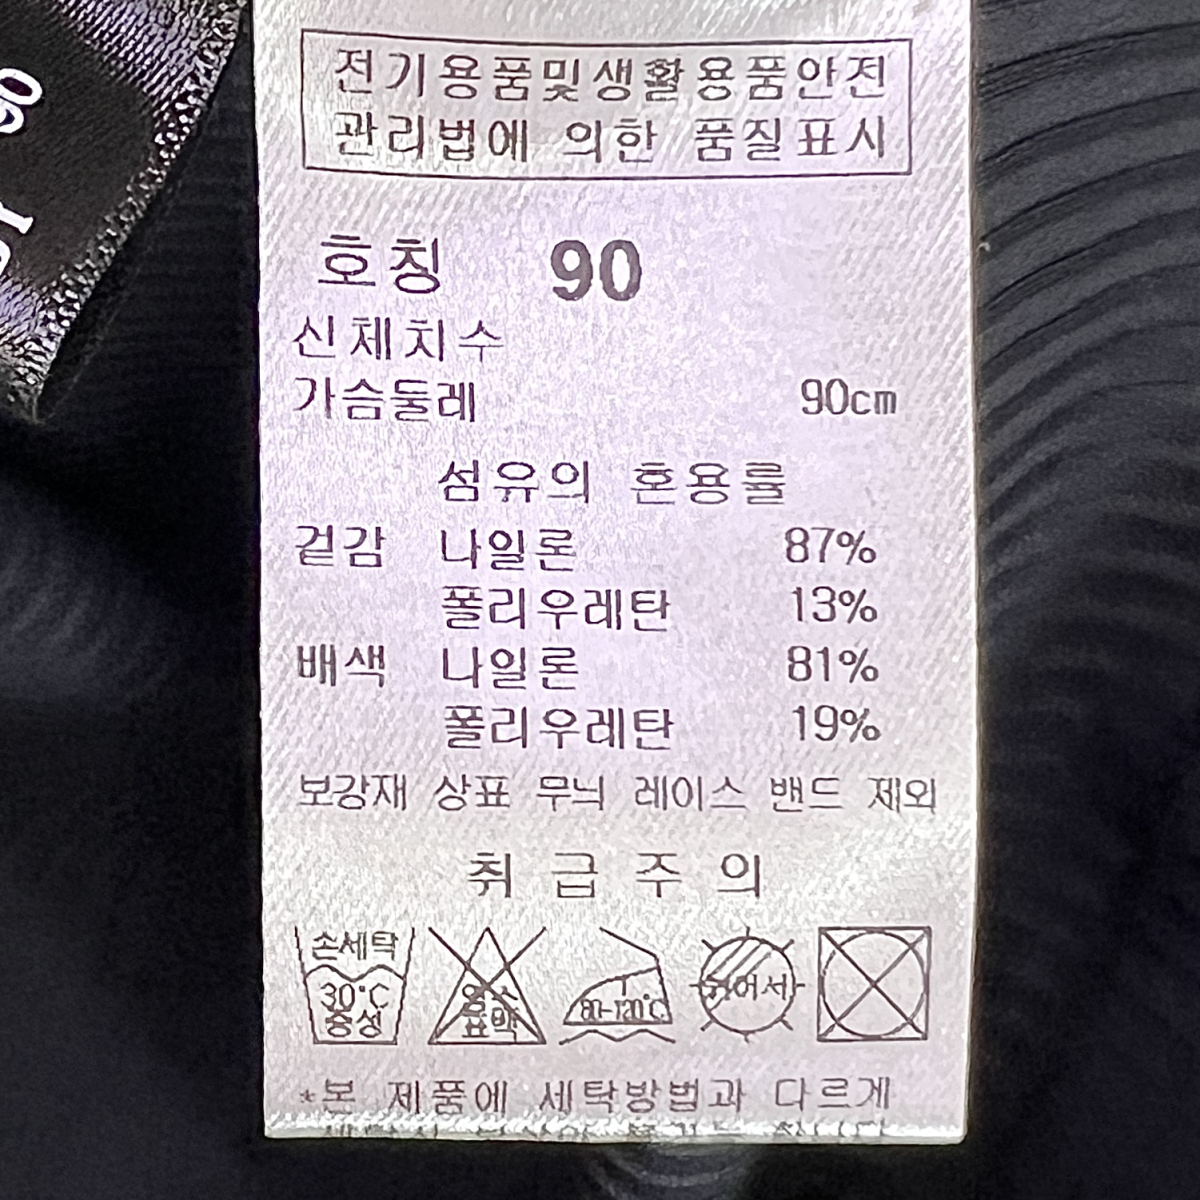 90
전기용품및생활용품안전
관리법에 의한 품질표시
호칭 90
신체치수
가슴둘레 90cm
섬유의 혼용률
겉감 나일론 87%
폴리우레탄 13%
배색 나일론 81%
폴리우레탄 19%
보강재 상표 무늬 레이스 밴드 제외
취급주의
손세탁
30°C
중성
염소
표백
80-120°C
뉘어서
*본 제품에 세탁방법과 다르게